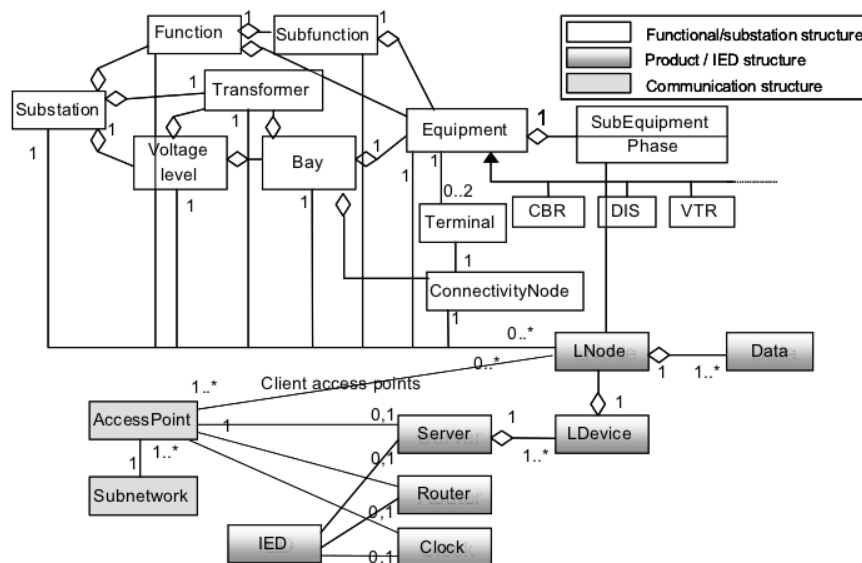 Function
1
Subfunction
1
Functional/substation structure
Product / IED structure
Communication structure
1
Transformer
Substation
1
1
1
Voltage
level
Bay
1
Equipment
1
SubEquipment
Phase
1
1
1
1
1
0..2
CBR
DIS
VTR
Terminal
1
ConnectivityNode
1
0..*
LNode
Data
0..*
1
1..*
1..*
Client access points
AccessPoint
1
0,1
Server
1
1
LDevice
1..*
1
1..*
0,1
Subnetwork
Router
0,1
IED
Clock
0,1